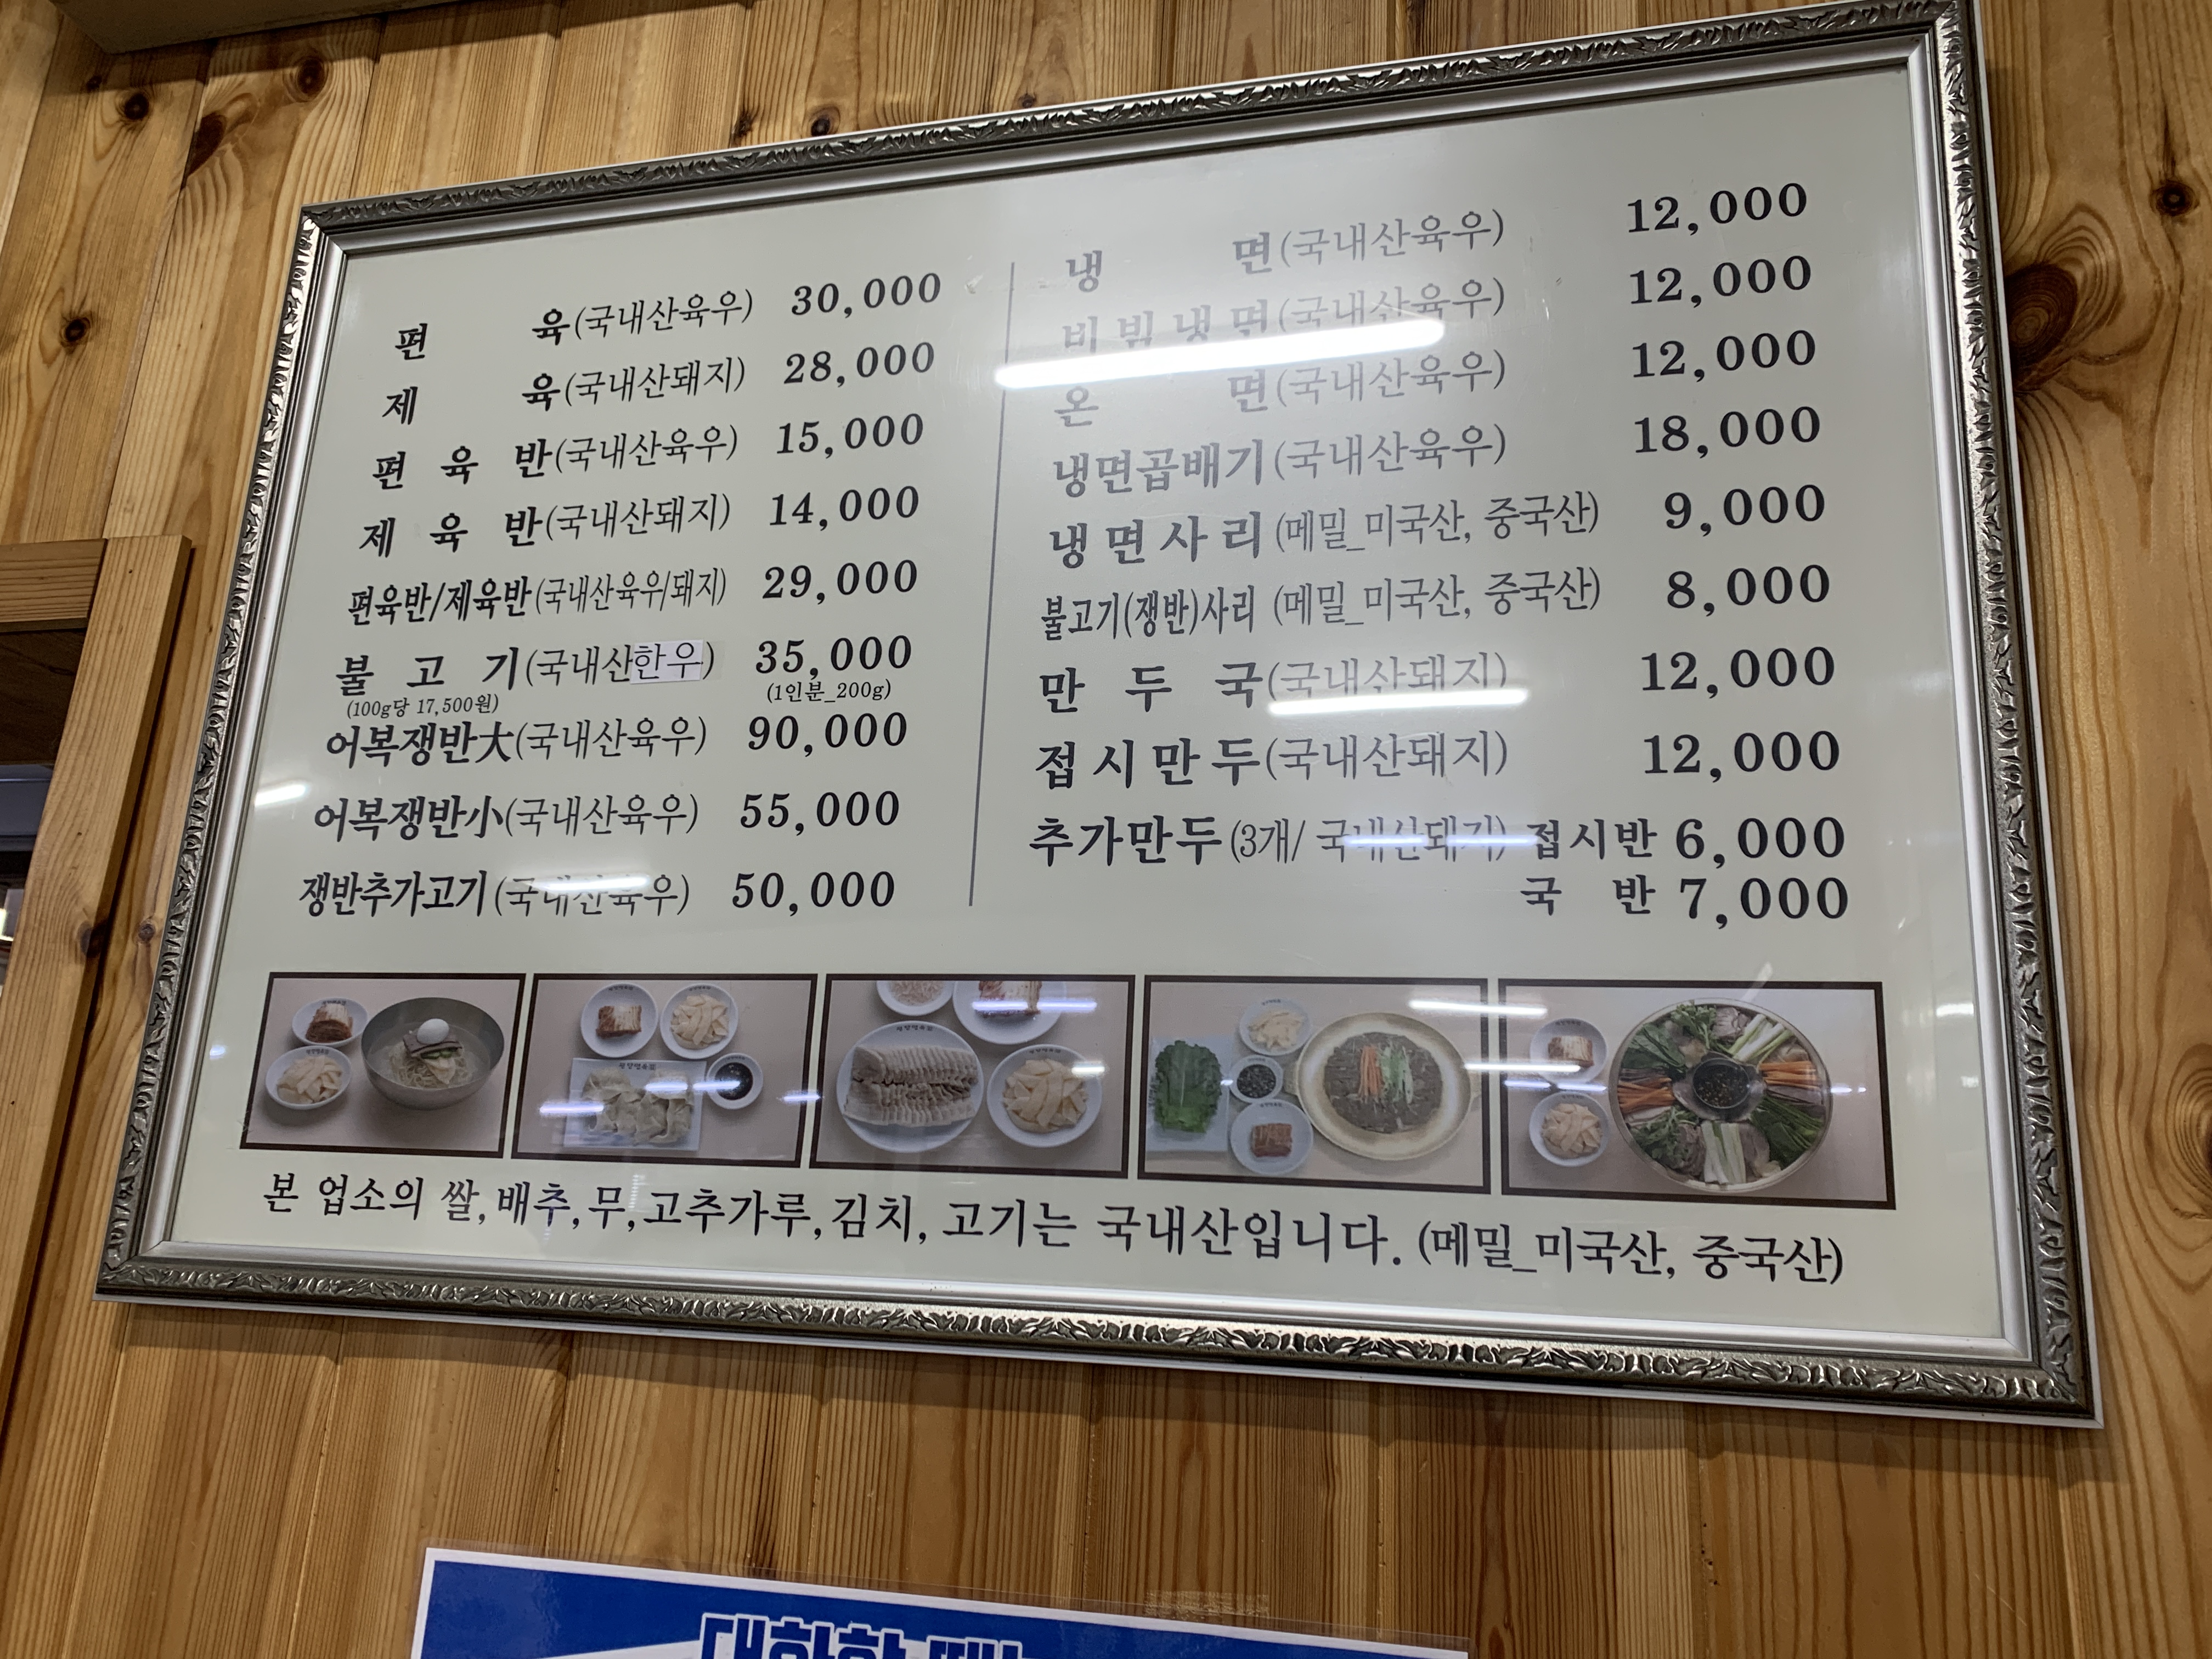 편 육(국내산육우) 30,000
제 육(국내산돼지) 28,000
편 육 반(국내산육우) 15,000
제 육 반(국내산돼지) 14,000
편육반/제육반(국내산육우/돼지) 29,000
불 고 기(국내산한우) 35,000
(100g당 17,500원) (1인분_200g)
어복쟁반大(국내산육우) 90,000
어복쟁반小(국내산육우) 55,000
쟁반추가고기(국내산육우) 50,000
냉 면(국내산육우) 12,000
비빔냉면(국내산육우) 12,000
온 면(국내산육우) 12,000
냉면곱배기(국내산육우) 18,000
냉면사리(메밀_미국산, 중국산) 9,000
불고기(쟁반)사리 (메밀_미국산, 중국산) 8,000
만 두 국(국내산돼지) 12,000
접시만두(국내산돼지) 12,000
추가만두(3개/ 국내산돼지) 접시반 6,000
국 반 7,000
본 업소의 쌀, 배추, 무, 고추가루, 김치, 고기는 국내산입니다. (메밀_미국산, 중국산)